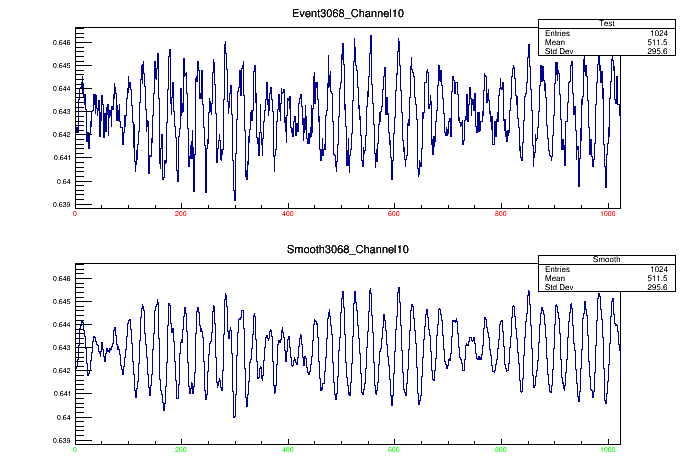 Event3068_Channel10
Test
Entries 1024
Mean 511.5
Std Dev 295.6
0.646
0.645
0.644
0.643
0.642
0.641
0.64
0.639
0 200 400 600 800 1000
Smooth3068_Channel10
Smooth
Entries 1024
Mean 511.5
Std Dev 295.6
0.646
0.645
0.644
0.643
0.642
0.641
0.64
0.639
0 200 400 600 800 1000